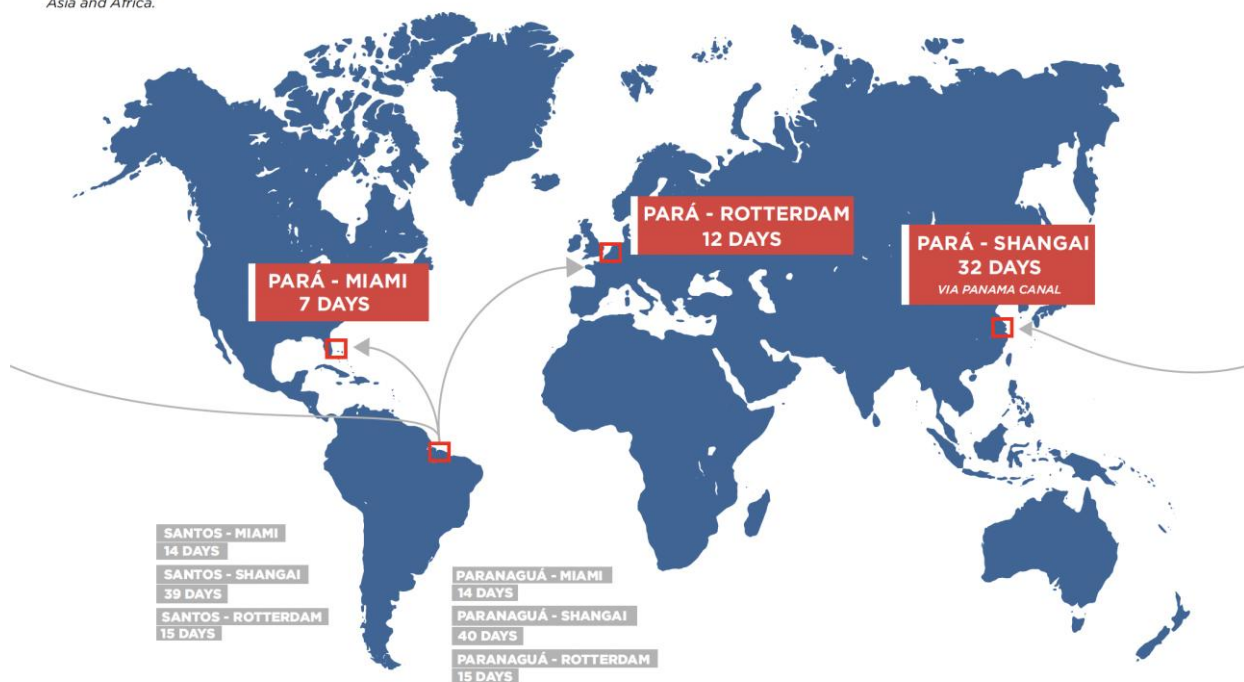 Asia and Africa.
PARÁ - ROTTERDAM
12 DAYS
PARÁ - SHANGAI
32 DAYS
VIA PANAMA CANAL
PARÁ - MIAMI
7 DAYS
SANTOS - MIAMI
14 DAYS
SANTOS - SHANGAI
39 DAYS
SANTOS - ROTTERDAM
15 DAYS
PARANAGUÁ - MIAMI
14 DAYS
PARANAGUÁ - SHANGAI
40 DAYS
PARANAGUÁ - ROTTERDAM
15 DAYS